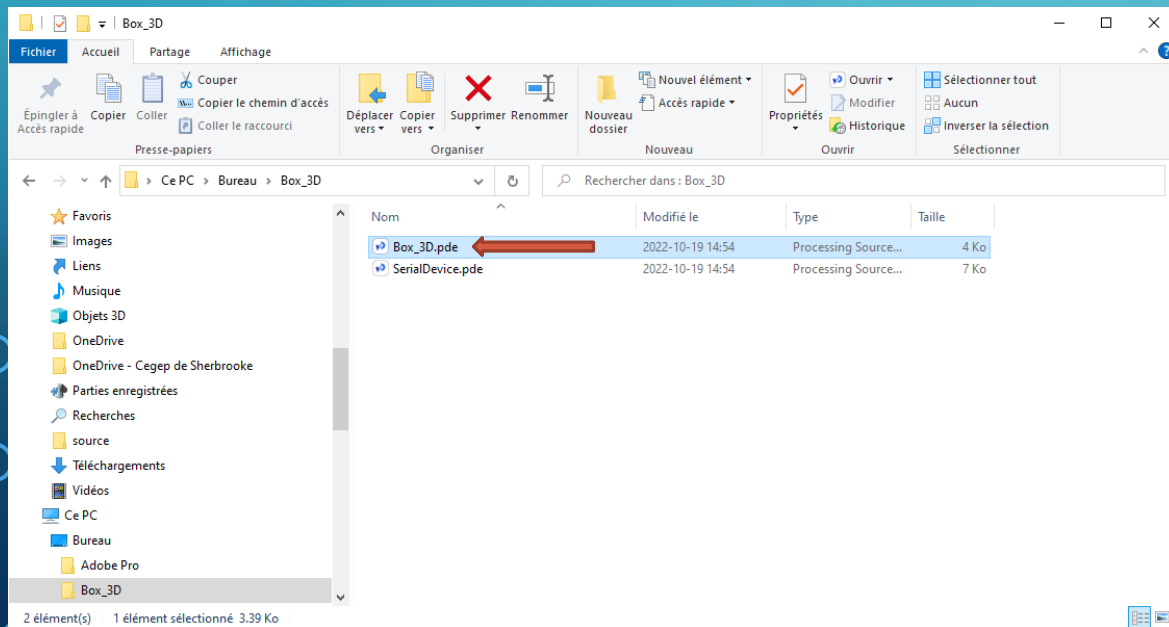 Box_3D
Fichier Accueil Partage Affichage
Épingler à Accès rapide
Copier
Coller
Couper
Copier le chemin d'accès
Coller le raccourci
Presse-papiers
Déplacer vers
Copier vers
Supprimer
Renommer
Organiser
Nouveau dossier
Nouvel élément
Accès rapide
Nouveau
Propriétés
Ouvrir
Modifier
Historique
Ouvrir
Sélectionner tout
Aucun
Inverser la sélection
Sélectionner
Ce PC > Bureau > Box_3D
Rechercher dans : Box_3D
Favoris
Images
Liens
Musique
Objets 3D
OneDrive
OneDrive - Cegep de Sherbrooke
Parties enregistrées
Recherches
source
Téléchargements
Vidéos
Ce PC
Bureau
Adobe Pro
Box_3D
Nom Modifié le Type Taille
Box_3D.pde 2022-10-19 14:54 Processing Source... 4 Ko
SerialDevice.pde 2022-10-19 14:54 Processing Source... 7 Ko
2 élément(s) 1 élément sélectionné 3.39 Ko